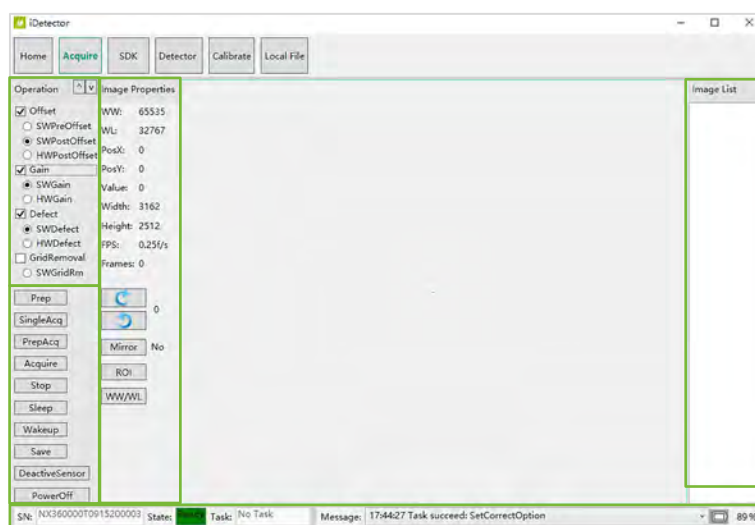 iDetector
Home Acquire SDK Detector Calibrate Local File
Operation ^ v
Offset
SWPreOffset
SWPostOffset
HWPostOffset
Gain
SWGain
HWGain
Defect
SWDefect
HWDefect
GridRemoval
SWGridRm
Prep
SingleAcq
PrepAcq
Acquire
Stop
Sleep
Wakeup
Save
DeactiveSensor
PowerOff
Image Properties
WW: 65535
WL: 32767
PosX: 0
PosY: 0
Value: 0
Width: 3162
Height: 2512
FPS: 0.25f/s
Frames: 0
0
Mirror No
ROI
WW/WL
Image List
SN: NX360000T0915200003 State: Task: No Task Message: 17:44:27 Task succeed: SetCorrectOption 89%